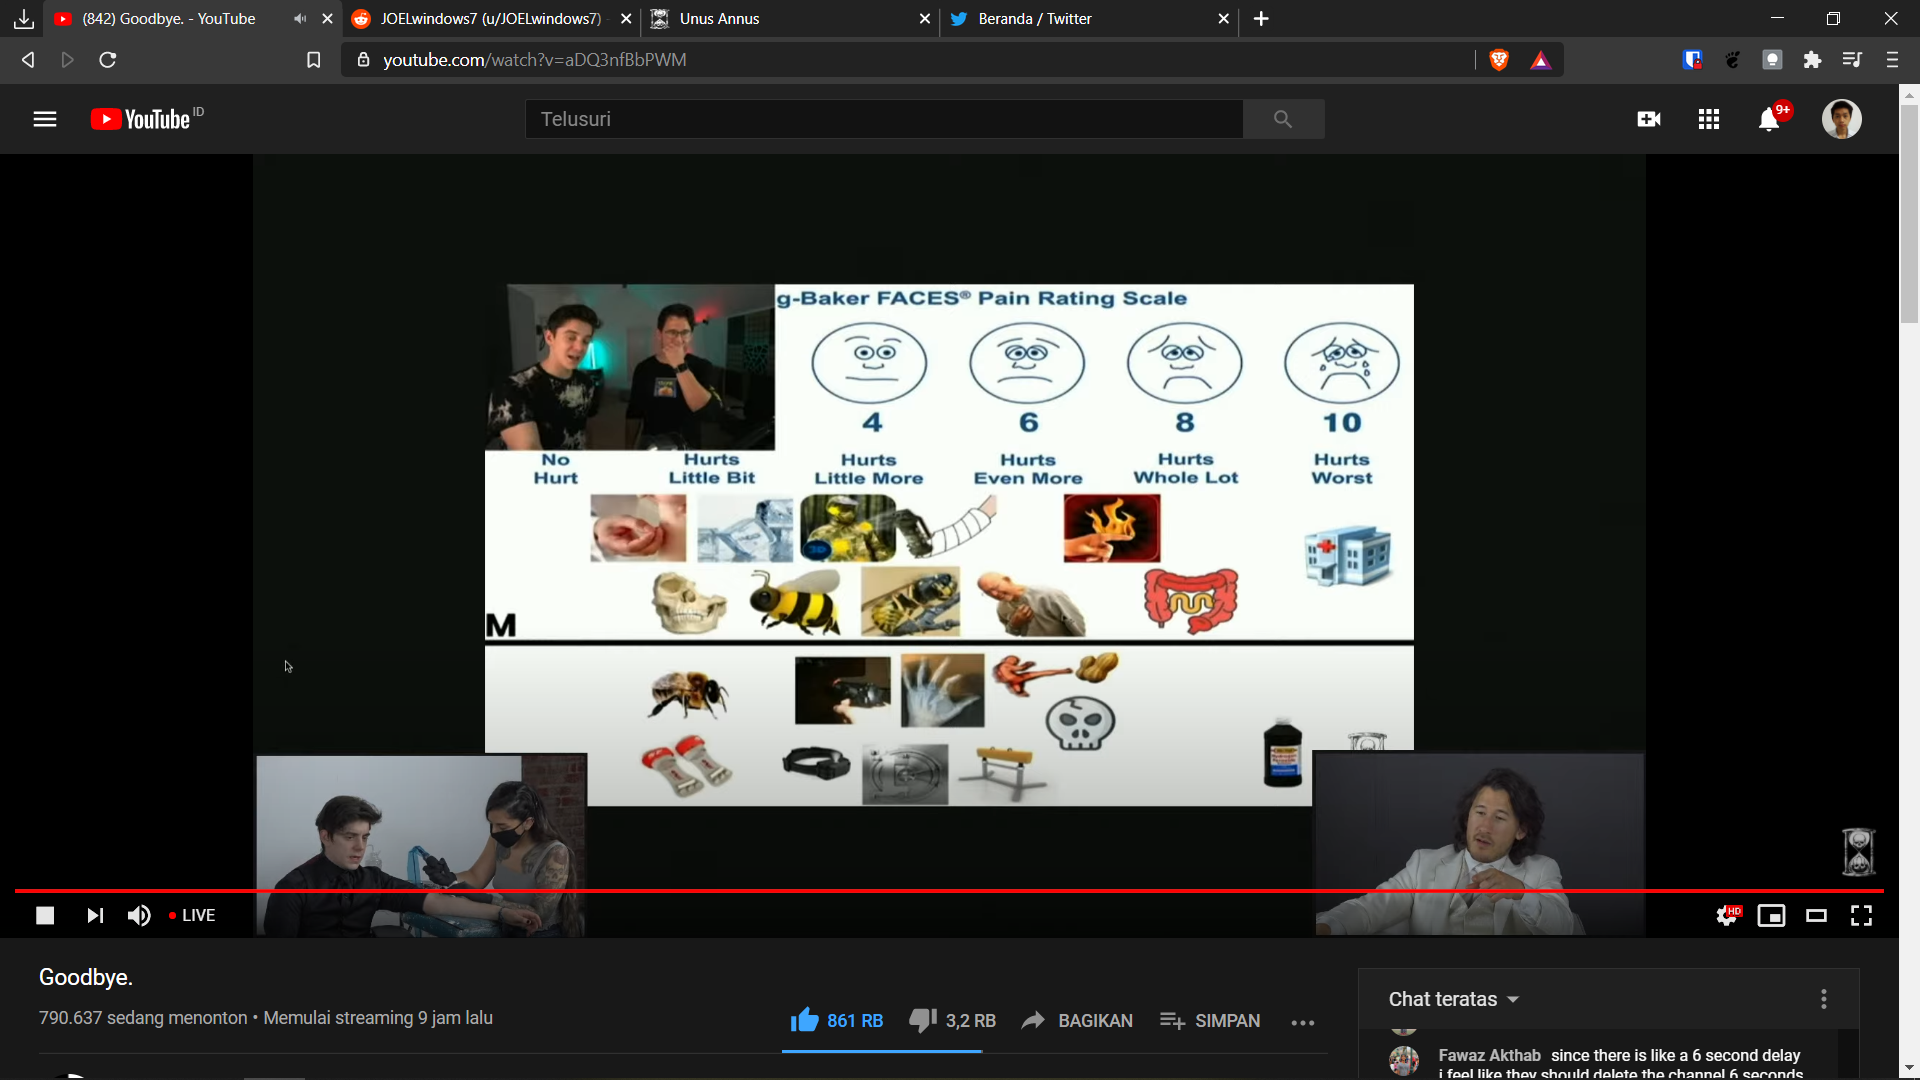 (842) Goodbye. - YouTube
JOELwindows7 (u/JOELwindows7)
Unus Annus
Beranda / Twitter
youtube.com/watch?v=aDQ3nfBbPWM
YouTube ID
Telusuri
9+
g-Baker FACES® Pain Rating Scale
4 6 8 10
No Hurt
Hurts Little Bit
Hurts Little More
Hurts Even More
Hurts Whole Lot
Hurts Worst
3D
M
LIVE
HD
Goodbye.
790.637 sedang menonton • Memulai streaming 9 jam lalu
861 RB
3,2 RB
BAGIKAN
SIMPAN
Chat teratas
Fawaz Akthab since there is like a 6 second delay
i feel like they should delete the channel 6 seconds